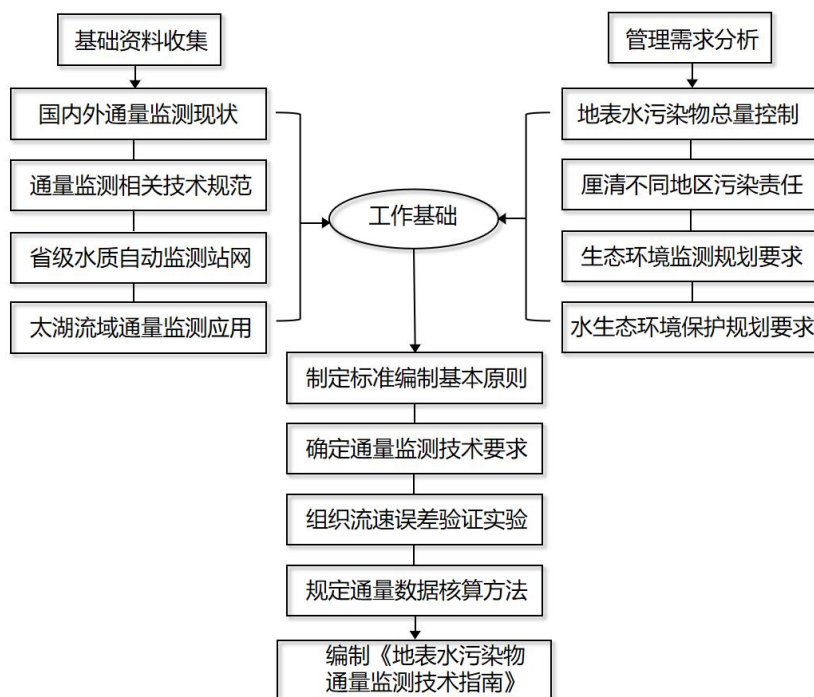 基础资料收集
管理需求分析
国内外通量监测现状
地表水污染物总量控制
通量监测相关技术规范
厘清不同地区污染责任
工作基础
省级水质自动监测站网
生态环境监测规划要求
太湖流域通量监测应用
水生态环境保护规划要求
制定标准编制基本原则
确定通量监测技术要求
组织流速误差验证实验
规定通量数据核算方法
编制《地表水污染物
通量监测技术指南》